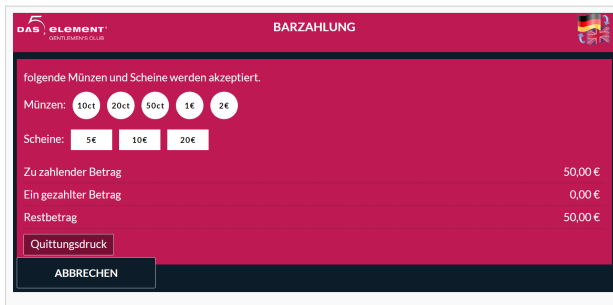 5
DAS ELEMENT
GENTLEMEN'S CLUB
BARZAHLUNG
folgende Münzen und Scheine werden akzeptiert.
Münzen: 10ct 20ct 50ct 1€ 2€
Scheine: 5€ 10€ 20€
Zu zahlender Betrag 50,00 €
Ein gezahlter Betrag 0,00 €
Restbetrag 50,00 €
Quittungsdruck
ABBRECHEN